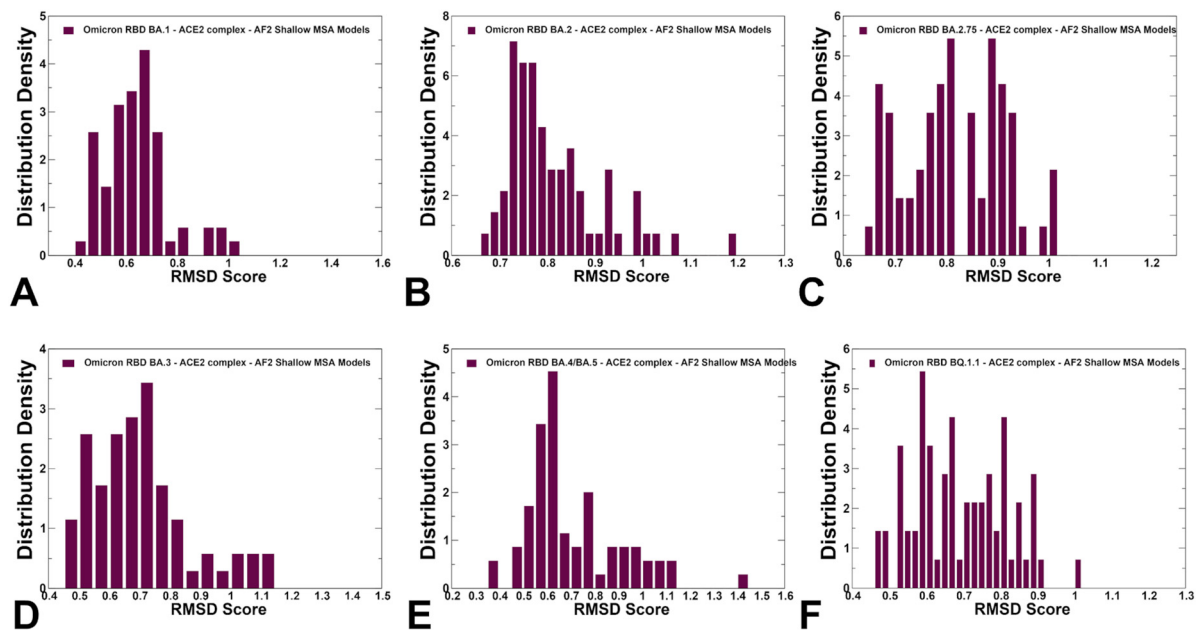 Omicron RBD BA.1 - ACE2 complex - AF2 Shallow MSA Models
Distribution Density
5
4
3
2
1
0
0.4 0.6 0.8 1 1.2 1.4 1.6
RMSD Score
A
Omicron RBD BA.2 - ACE2 complex - AF2 Shallow MSA Models
Distribution Density
8
6
4
2
0
0.6 0.7 0.8 0.9 1 1.1 1.2 1.3
RMSD Score
B
Omicron RBD BA.2.75 - ACE2 complex - AF2 Shallow MSA Models
Distribution Density
6
5
4
3
2
1
0
0.6 0.7 0.8 0.9 1 1.1 1.2
RMSD Score
C
Omicron RBD BA.3 - ACE2 complex - AF2 Shallow MSA Models
Distribution Density
4
3
2
1
0
0.4 0.5 0.6 0.7 0.8 0.9 1 1.1 1.2 1.3 1.4 1.5
RMSD Score
D
Omicron RBD BA.4/BA.5 - ACE2 complex - AF2 Shallow MSA Models
Distribution Density
5
4
3
2
1
0
0.2 0.3 0.4 0.5 0.6 0.7 0.8 0.9 1 1.1 1.2 1.3 1.4 1.5 1.6
RMSD Score
E
Omicron RBD BQ.1.1 - ACE2 complex - AF2 Shallow MSA Models
Distribution Density
6
5
4
3
2
1
0
0.4 0.5 0.6 0.7 0.8 0.9 1 1.1 1.2 1.3
RMSD Score
F